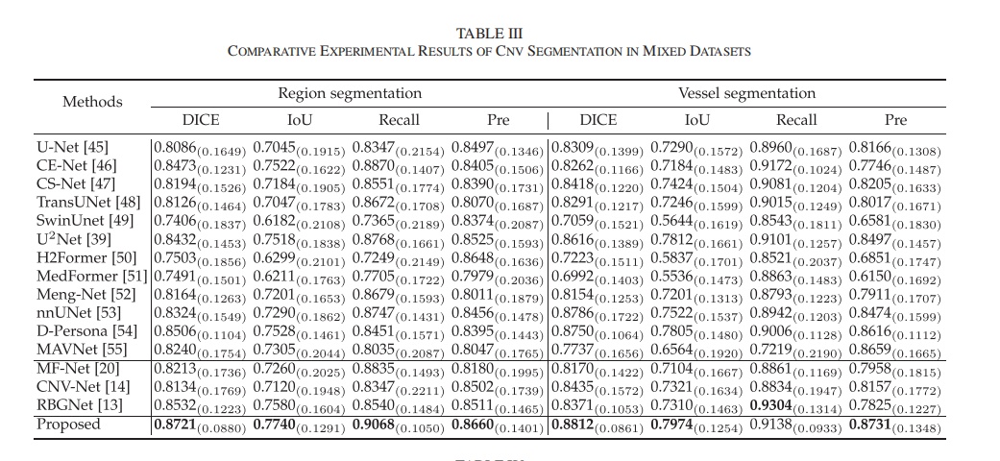 TABLE III
COMPARATIVE EXPERIMENTAL RESULTS OF CNV SEGMENTATION IN MIXED DATASETS
Methods Region segmentation Vessel segmentation
DICE IoU Recall Pre DICE IoU Recall Pre
U-Net [45] 0.8086(0.1649) 0.7045(0.1915) 0.8347(0.2154) 0.8497(0.1346) 0.8309(0.1399) 0.7290(0.1572) 0.8960(0.1687) 0.8166(0.1308)
CE-Net [46] 0.8473(0.1231) 0.7522(0.1622) 0.8870(0.1407) 0.8405(0.1506) 0.8262(0.1166) 0.7184(0.1483) 0.9172(0.1024) 0.7746(0.1487)
CS-Net [47] 0.8194(0.1526) 0.7184(0.1905) 0.8551(0.1774) 0.8390(0.1731) 0.8418(0.1220) 0.7424(0.1504) 0.9081(0.1204) 0.8205(0.1633)
TransUNet [48] 0.8126(0.1464) 0.7047(0.1783) 0.8672(0.1708) 0.8070(0.1687) 0.8291(0.1217) 0.7246(0.1599) 0.9015(0.1249) 0.8017(0.1671)
SwinUnet [49] 0.7406(0.1837) 0.6182(0.2108) 0.7365(0.2189) 0.8374(0.2087) 0.7059(0.1521) 0.5644(0.1619) 0.8543(0.1811) 0.6581(0.1830)
U²Net [39] 0.8432(0.1453) 0.7518(0.1838) 0.8768(0.1661) 0.8525(0.1593) 0.8616(0.1389) 0.7812(0.1661) 0.9101(0.1257) 0.8497(0.1457)
H2Former [50] 0.7503(0.1856) 0.6299(0.2101) 0.7249(0.2149) 0.8648(0.1636) 0.7223(0.1511) 0.5837(0.1701) 0.8521(0.2037) 0.6851(0.1747)
MedFormer [51] 0.7491(0.1501) 0.6211(0.1763) 0.7705(0.1722) 0.7979(0.2036) 0.6992(0.1403) 0.5536(0.1473) 0.8863(0.1483) 0.6150(0.1692)
Meng-Net [52] 0.8164(0.1263) 0.7201(0.1653) 0.8679(0.1593) 0.8011(0.1879) 0.8154(0.1253) 0.7201(0.1313) 0.8793(0.1223) 0.7911(0.1707)
nnUNet [53] 0.8324(0.1549) 0.7290(0.1862) 0.8747(0.1431) 0.8456(0.1478) 0.8786(0.1722) 0.7522(0.1537) 0.8942(0.1203) 0.8474(0.1599)
D-Persona [54] 0.8506(0.1104) 0.7528(0.1461) 0.8451(0.1571) 0.8395(0.1443) 0.8750(0.1064) 0.7805(0.1480) 0.9006(0.1128) 0.8616(0.1112)
MAVNet [55] 0.8240(0.1754) 0.7305(0.2044) 0.8035(0.2087) 0.8047(0.1765) 0.7737(0.1656) 0.6564(0.1920) 0.7219(0.2190) 0.8659(0.1665)
MF-Net [20] 0.8213(0.1736) 0.7260(0.2025) 0.8835(0.1493) 0.8180(0.1995) 0.8170(0.1422) 0.7104(0.1667) 0.8861(0.1169) 0.7958(0.1815)
CNV-Net [14] 0.8134(0.1769) 0.7120(0.1948) 0.8347(0.2211) 0.8502(0.1739) 0.8435(0.1572) 0.7321(0.1634) 0.8834(0.1947) 0.8157(0.1772)
RBGNet [13] 0.8532(0.1223) 0.7580(0.1604) 0.8540(0.1484) 0.8511(0.1465) 0.8371(0.1053) 0.7310(0.1463) 0.9304(0.1314) 0.7825(0.1227)
Proposed 0.8721(0.0880) 0.7740(0.1291) 0.9068(0.1050) 0.8660(0.1401) 0.8812(0.0861) 0.7974(0.1254) 0.9138(0.0933) 0.8731(0.1348)